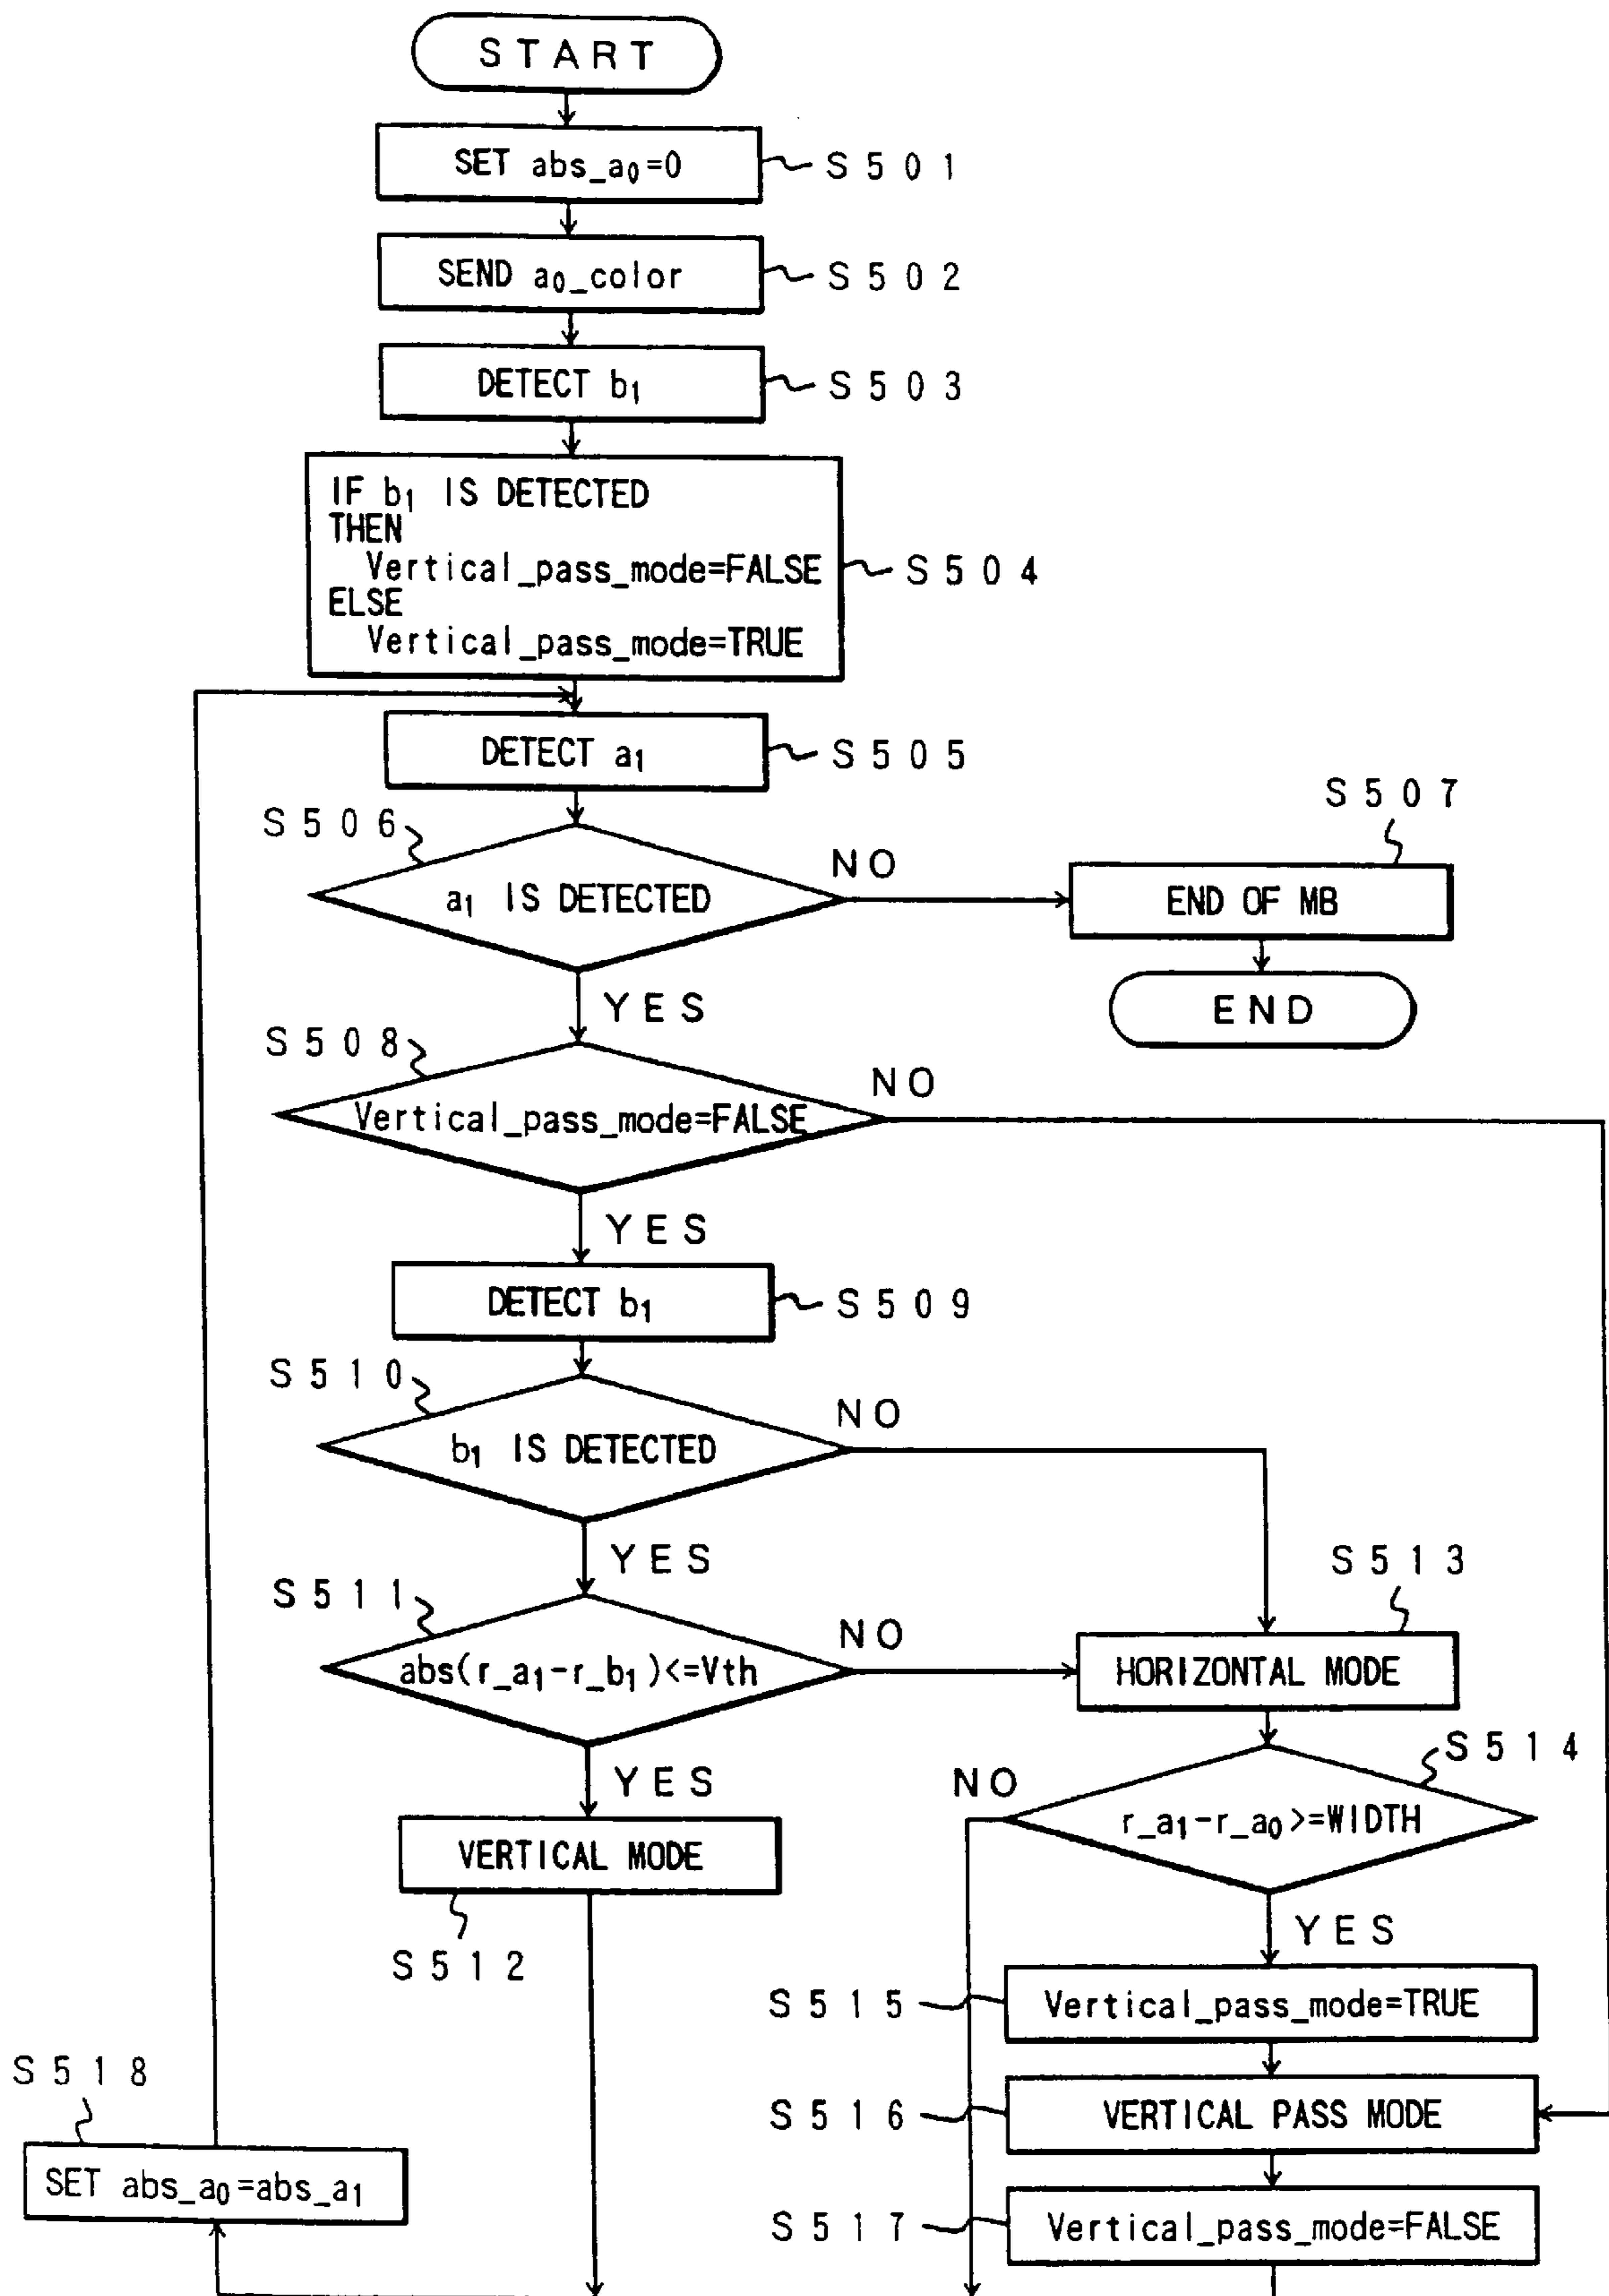 START
SET abs_a₀=0
S501
SEND a₀_color
S502
DETECT b₁
S503
IF b₁ IS DETECTED
THEN
Vertical_pass_mode=FALSE
ELSE
Vertical_pass_mode=TRUE
S504
DETECT a₁
S505
S506
a₁ IS DETECTED
NO
S507
END OF MB
END
YES
S508
Vertical_pass_mode=FALSE
NO
YES
DETECT b₁
S509
S510
b₁ IS DETECTED
NO
YES
S511
abs(r_a₁-r_b₁)<=Vth
NO
S513
HORIZONTAL MODE
YES
S514
NO
r_a₁-r_a₀>=WIDTH
VERTICAL MODE
S512
YES
S515
Vertical_pass_mode=TRUE
S516
VERTICAL PASS MODE
S518
SET abs_a₀=abs_a₁
S517
Vertical_pass_mode=FALSE